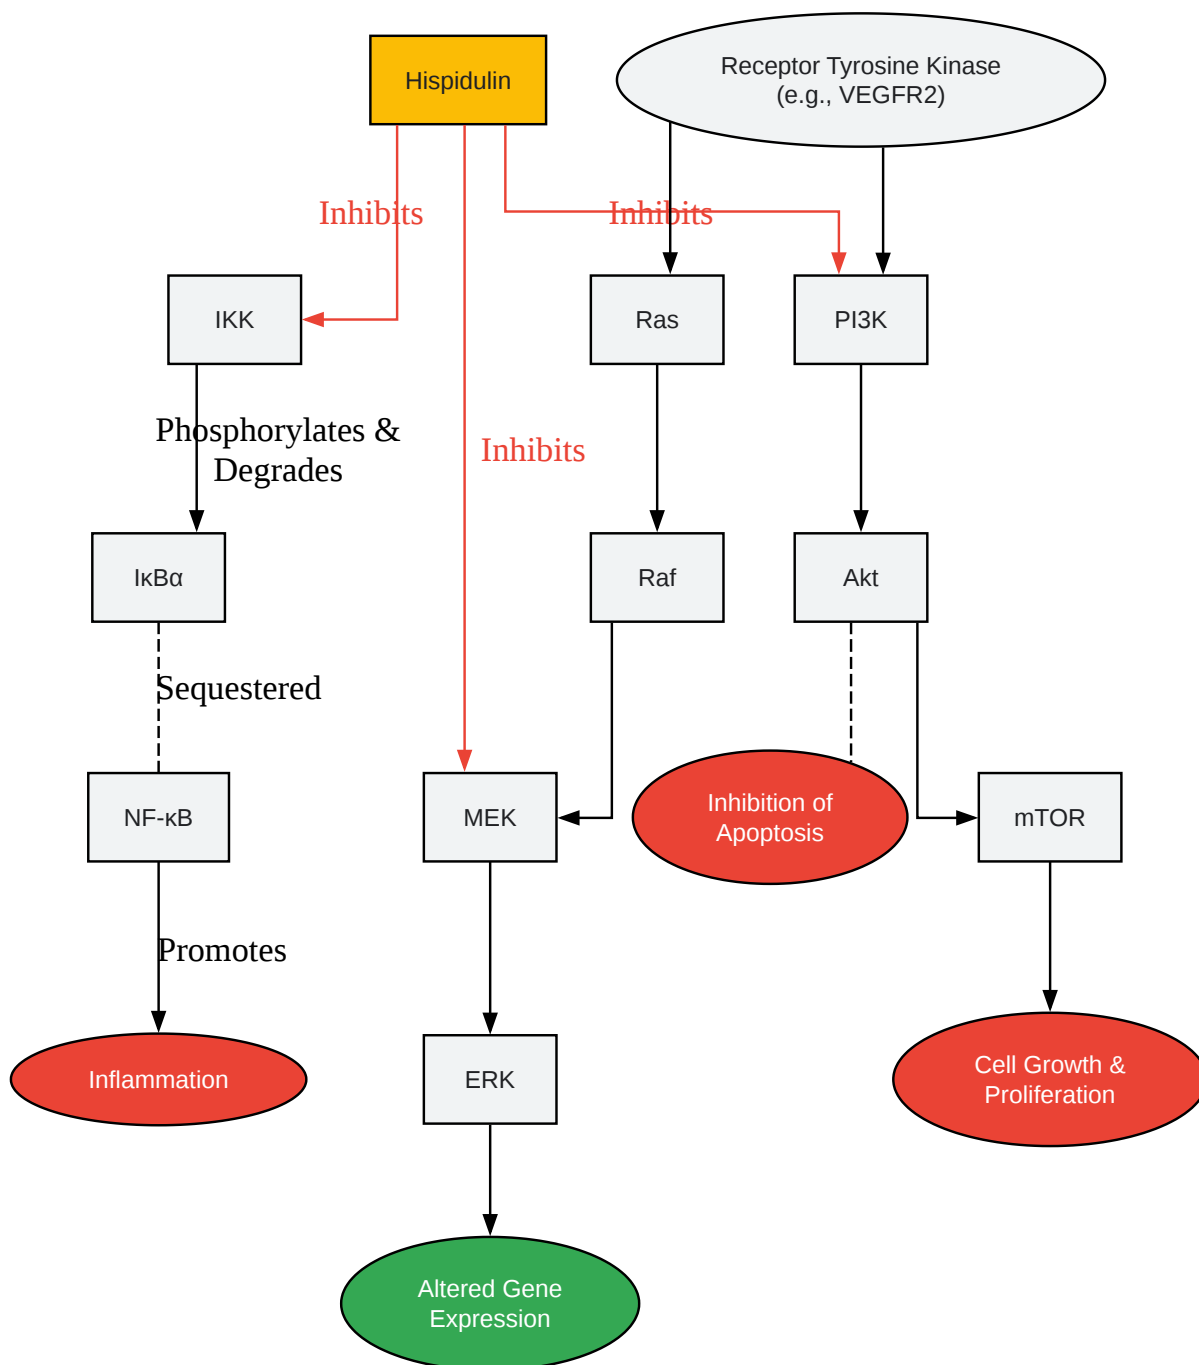 Hispidulin
Receptor Tyrosine Kinase
(e.g., VEGFR2)
Inhibits
Inhibits
IKK
Ras
PI3K
Phosphorylates &
Degrades
Inhibits
IκBα
Raf
Akt
Sequestered
NF-κB
MEK
Inhibition of
Apoptosis
mTOR
Promotes
Inflammation
ERK
Cell Growth &
Proliferation
Altered Gene
Expression